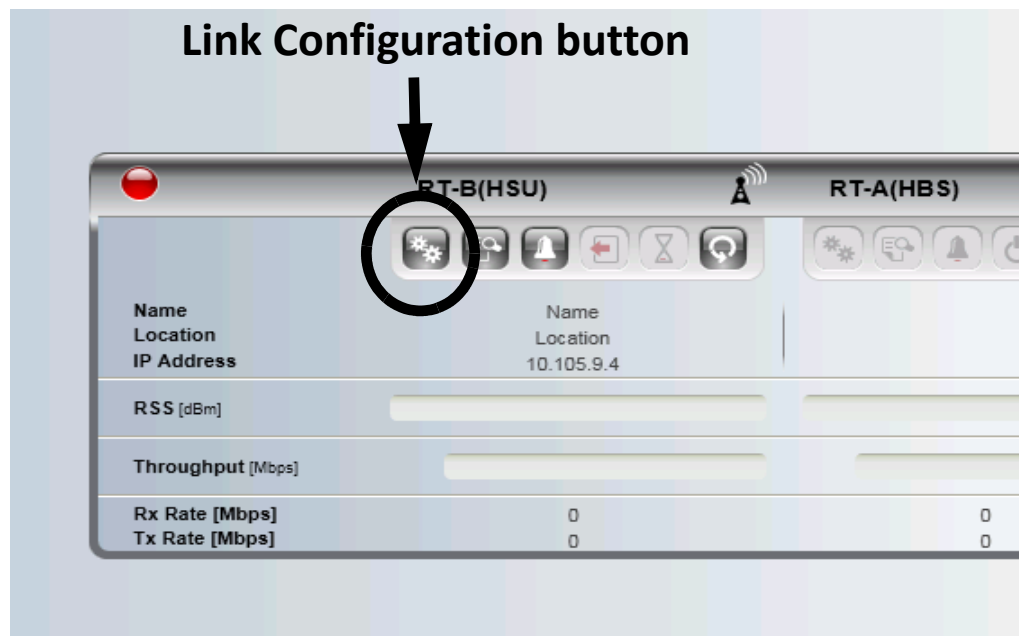 Link Configuration button
RT-B(HSU) RT-A(HBS)
Name Name
Location Location
IP Address 10.105.9.4
RSS [dBm]
Throughput [Mbps]
Rx Rate [Mbps] 0 0
Tx Rate [Mbps] 0 0